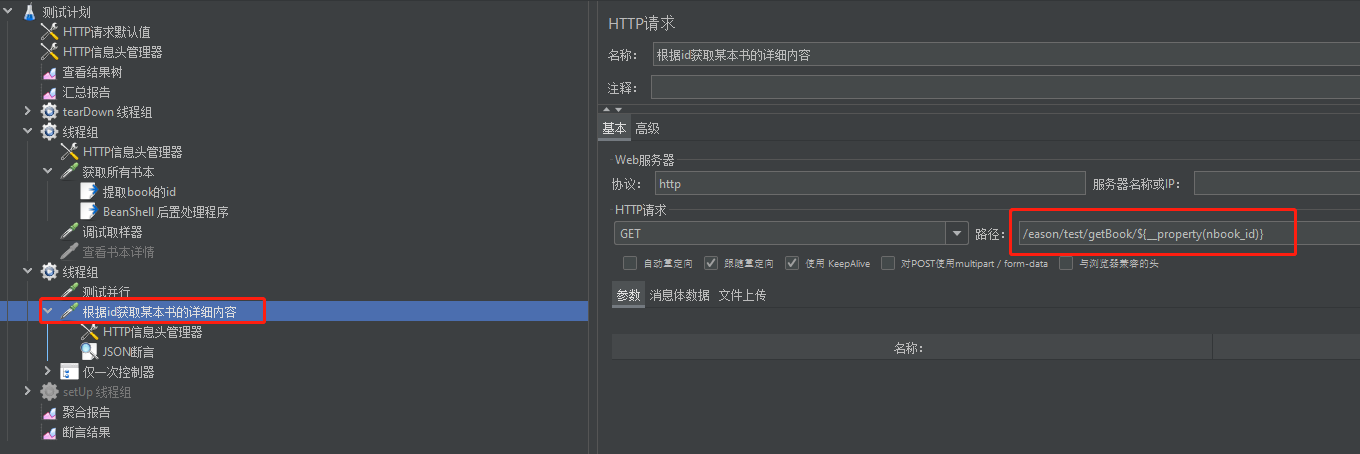 测试计划
HTTP请求默认值
HTTP信息头管理器
查看结果树
汇总报告
tearDown 线程组
线程组
HTTP信息头管理器
获取所有书本
提取book的id
BeanShell 后置处理程序
调试取样器
查看书本详情
线程组
测试并行
根据id获取某本书的详细内容
HTTP信息头管理器
JSON断言
仅一次控制器
setUp 线程组
聚合报告
断言结果
HTTP请求
名称： 根据id获取某本书的详细内容
注释：
基本 高级
Web服务器
协议： http 服务器名称或IP：
HTTP请求
GET 路径： /eason/test/getBook/${__property(nbook_id)}
自动重定向 跟随重定向 使用 KeepAlive 对POST使用multipart / form-data 与浏览器兼容的头
参数 消息体数据 文件上传
名称：